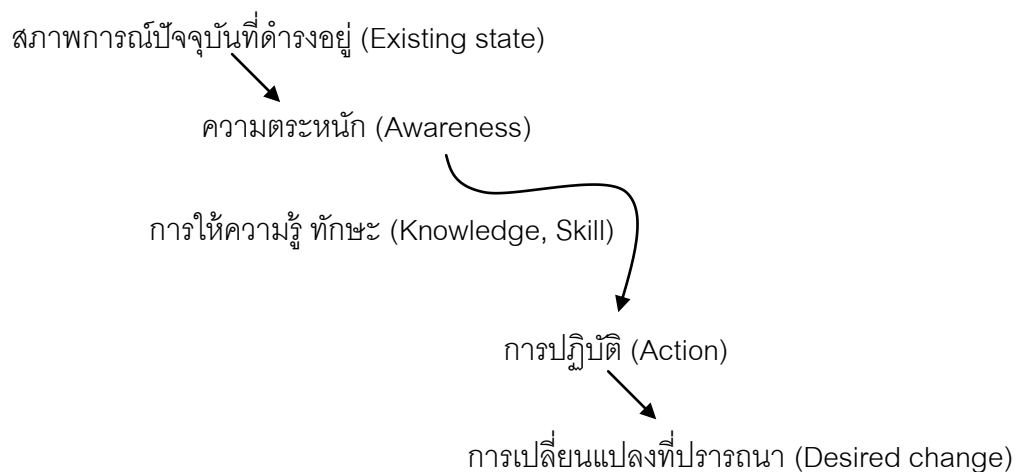 สภาพการณ์ปัจจุบันที่ดำรงอยู่ (Existing state)
ความตระหนัก (Awareness)
การให้ความรู้ ทักษะ (Knowledge, Skill)
การปฏิบัติ (Action)
การเปลี่ยนแปลงที่ปรารถนา (Desired change)